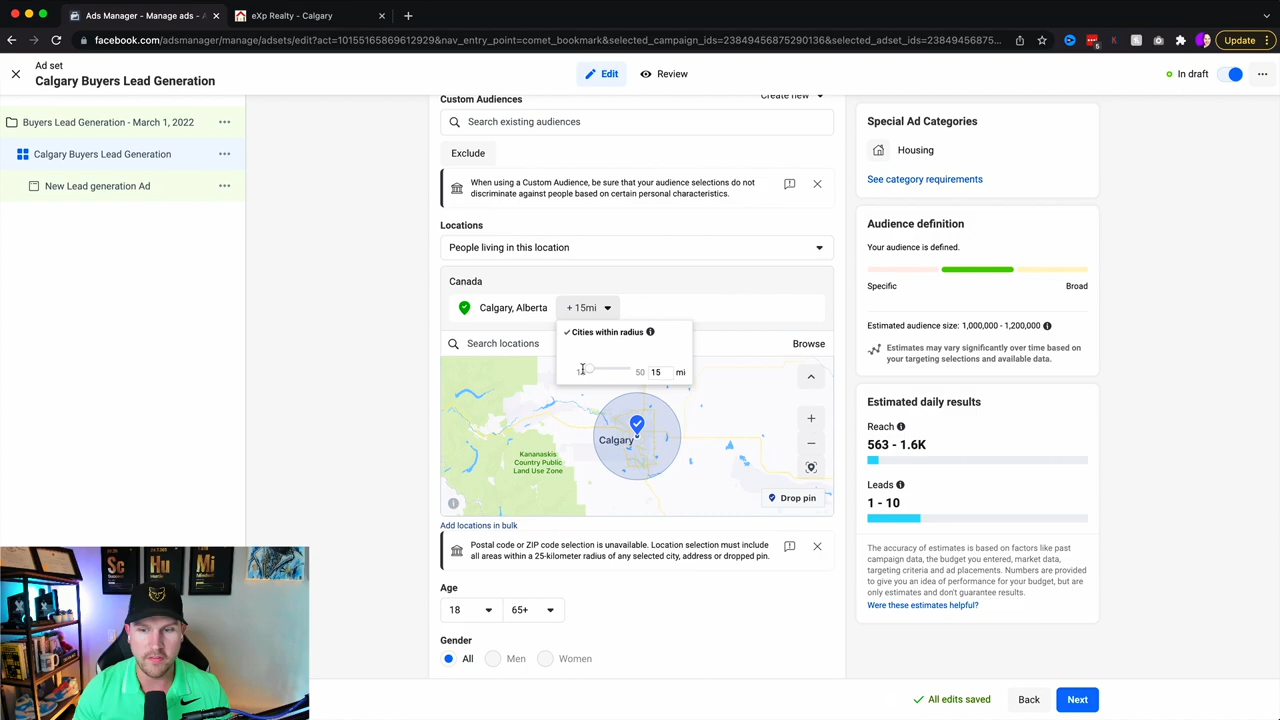 Ads Manager - Manage ads -
eXp Realty - Calgary
facebook.com/adsmanager/manage/adsets/edit?act=10155165869612929&nav_entry_point=comet_bookmark&selected_campaign_ids=23849456875290136&selected_adset_ids=23849456875...
Update
Ad set
Calgary Buyers Lead Generation
Edit
Review
In draft
Buyers Lead Generation - March 1, 2022
Calgary Buyers Lead Generation
New Lead generation Ad
Custom Audiences
Create new
Search existing audiences
Exclude
When using a Custom Audience, be sure that your audience selections do not
discriminate against people based on certain personal characteristics.
Locations
People living in this location
Canada
Calgary, Alberta
+ 15mi
Cities within radius
Search locations
Browse
50 15 mi
Calgary
Kananaskis
Country Public
Land Use Zone
Drop pin
Add locations in bulk
Postal code or ZIP code selection is unavailable. Location selection must include
all areas within a 25-kilometer radius of any selected city, address or dropped pin.
Age
18
65+
Gender
All
Men
Women
Special Ad Categories
Housing
See category requirements
Audience definition
Your audience is defined.
Specific
Broad
Estimated audience size: 1,000,000 - 1,200,000
Estimates may vary significantly over time based on
your targeting selections and available data.
Estimated daily results
Reach
563 - 1.6K
Leads
1 - 10
The accuracy of estimates is based on factors like past
campaign data, the budget you entered, market data,
targeting criteria and ad placements. Numbers are provided
to give you an idea of performance for your budget, but are
only estimates and don't guarantee results.
Were these estimates helpful?
All edits saved
Back
Next
Sc
Hu
Mi